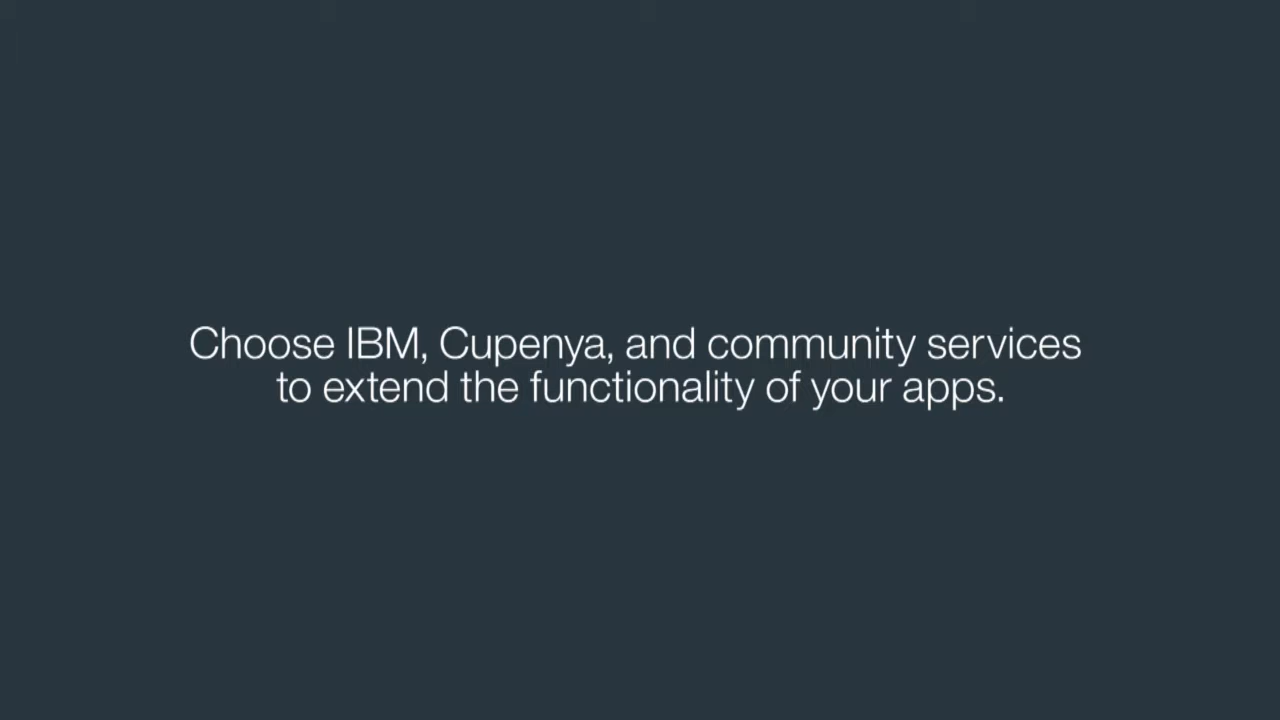 Choose IBM, Cupenya, and community services
to extend the functionality of your apps.